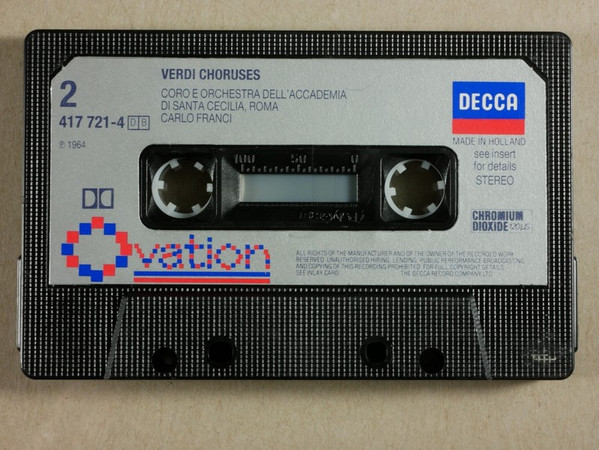 VERDI CHORUSES
2
CORO E ORCHESTRA DELL'ACCADEMIA
DI SANTA CECILIA, ROMA
417 721-4 DB
CARLO FRANCI
℗ 1964
DECCA
MADE IN HOLLAND
see insert
for details
STEREO
100 50 0
CHROMIUM
DIOXIDE 120µS
Ovation
ALL RIGHTS OF THE MANUFACTURER AND OF THE OWNER OF THE RECORDED WORK
RESERVED. UNAUTHORISED HIRING, LENDING, PUBLIC PERFORMANCE BROADCASTING
AND COPYING OF THIS RECORDING PROHIBITED. FOR FULL COPYRIGHT DETAILS
SEE INLAY CARD. THE DECCA RECORD COMPANY LTD.